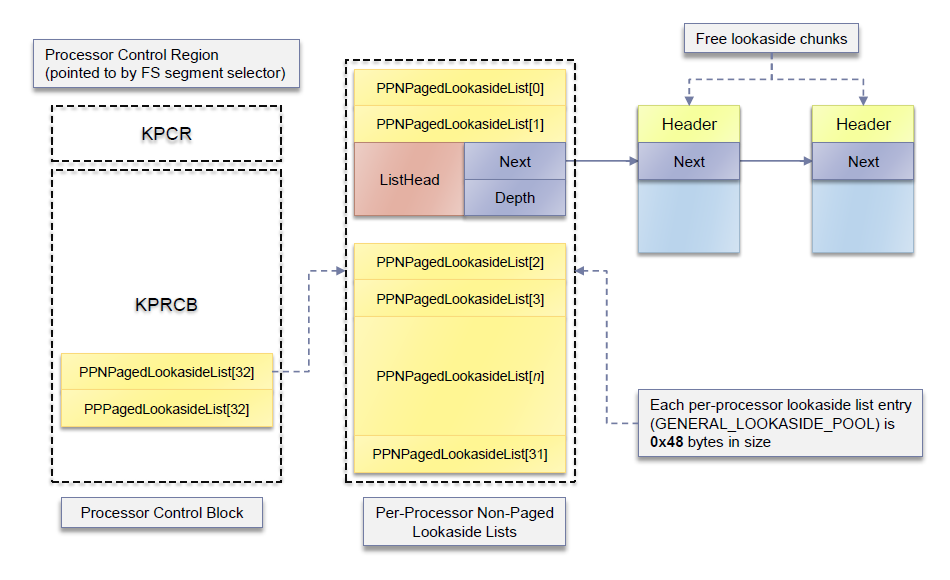 Processor Control Region
(pointed to by FS segment selector)
KPCR
KPRCB
PPNPagedLookasideList[32]
PPPagedLookasideList[32]
Processor Control Block
PPNPagedLookasideList[0]
PPNPagedLookasideList[1]
ListHead
Next
Depth
PPNPagedLookasideList[2]
PPNPagedLookasideList[3]
PPNPagedLookasideList[n]
PPNPagedLookasideList[31]
Per-Processor Non-Paged
Lookaside Lists
Free lookaside chunks
Header
Next
Header
Next
Each per-processor lookaside list entry
(GENERAL_LOOKASIDE_POOL) is
0x48 bytes in size